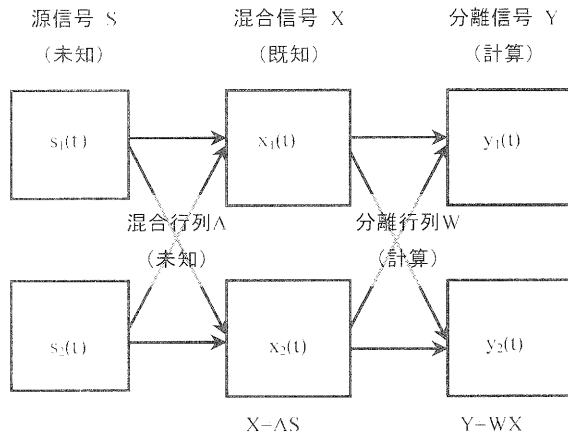 源信号 S 混合信号 X 分離信号 Y
（未知） （既知） （計算）
s₁(t) x₁(t) y₁(t)
混合行列A 分離行列W
（未知） （計算）
s₂(t) x₂(t) y₂(t)
X=AS Y=WX